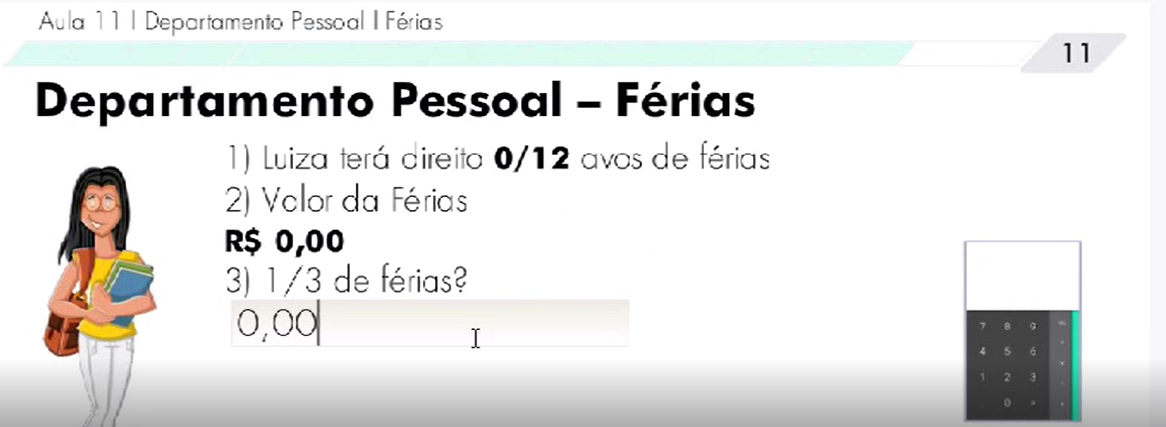 Aula 11 | Departamento Pessoal | Férias
11
Departamento Pessoal – Férias
1) Luiza terá direito 0/12 avos de férias
2) Valor da Férias
R$ 0,00
3) 1/3 de férias?
0,00
7 8 9
4 5 6
1 2 3
0